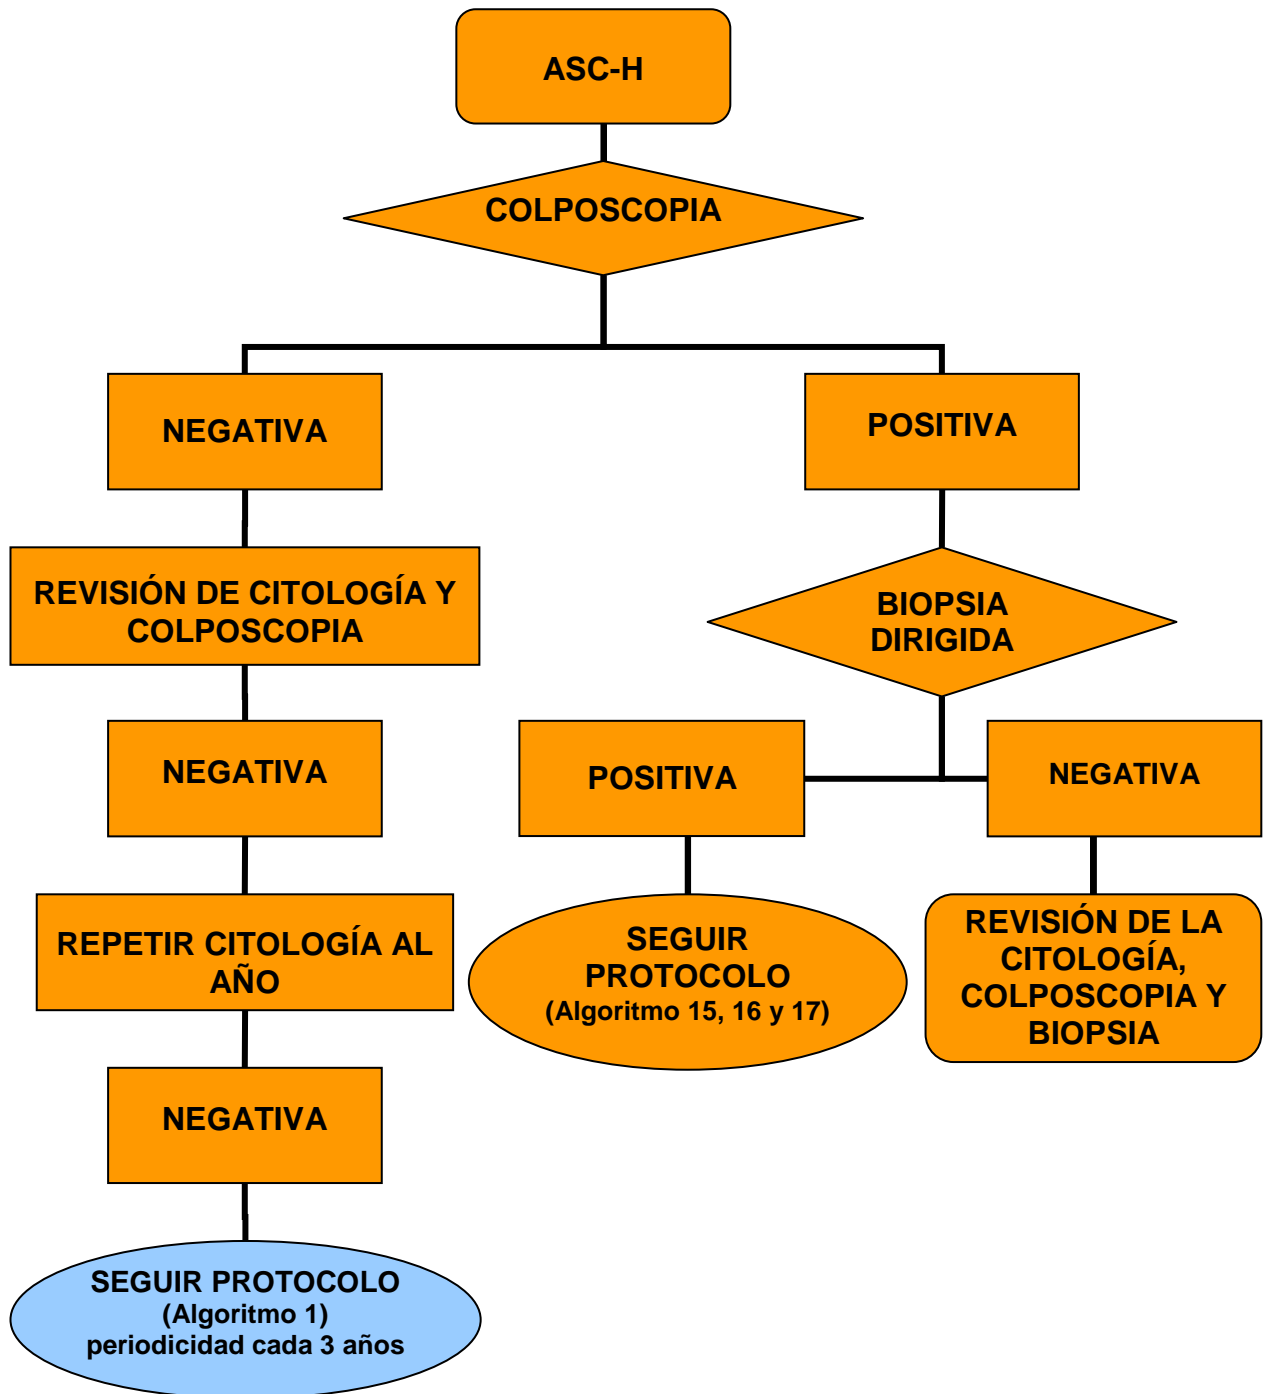 ASC-H
COLPOSCOPIA
NEGATIVA
POSITIVA
REVISIÓN DE CITOLOGÍA Y
COLPOSCOPIA
BIOPSIA
DIRIGIDA
NEGATIVA
POSITIVA
NEGATIVA
REPETIR CITOLOGÍA AL
AÑO
SEGUIR
PROTOCOLO
(Algoritmo 15, 16 y 17)
REVISIÓN DE LA
CITOLOGÍA,
COLPOSCOPIA Y
BIOPSIA
NEGATIVA
SEGUIR PROTOCOLO
(Algoritmo 1)
periodicidad cada 3 años